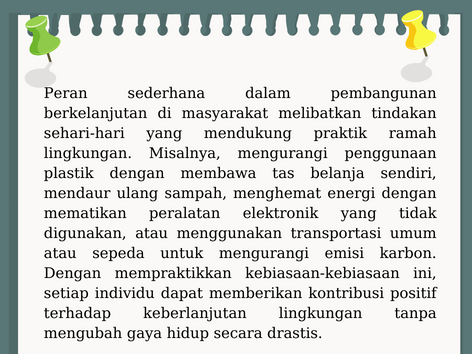 Peran sederhana dalam pembangunan
berkelanjutan di masyarakat melibatkan tindakan
sehari-hari yang mendukung praktik ramah
lingkungan. Misalnya, mengurangi penggunaan
plastik dengan membawa tas belanja sendiri,
mendaur ulang sampah, menghemat energi dengan
mematikan peralatan elektronik yang tidak
digunakan, atau menggunakan transportasi umum
atau sepeda untuk mengurangi emisi karbon.
Dengan mempraktikkan kebiasaan-kebiasaan ini,
setiap individu dapat memberikan kontribusi positif
terhadap keberlanjutan lingkungan tanpa
mengubah gaya hidup secara drastis.